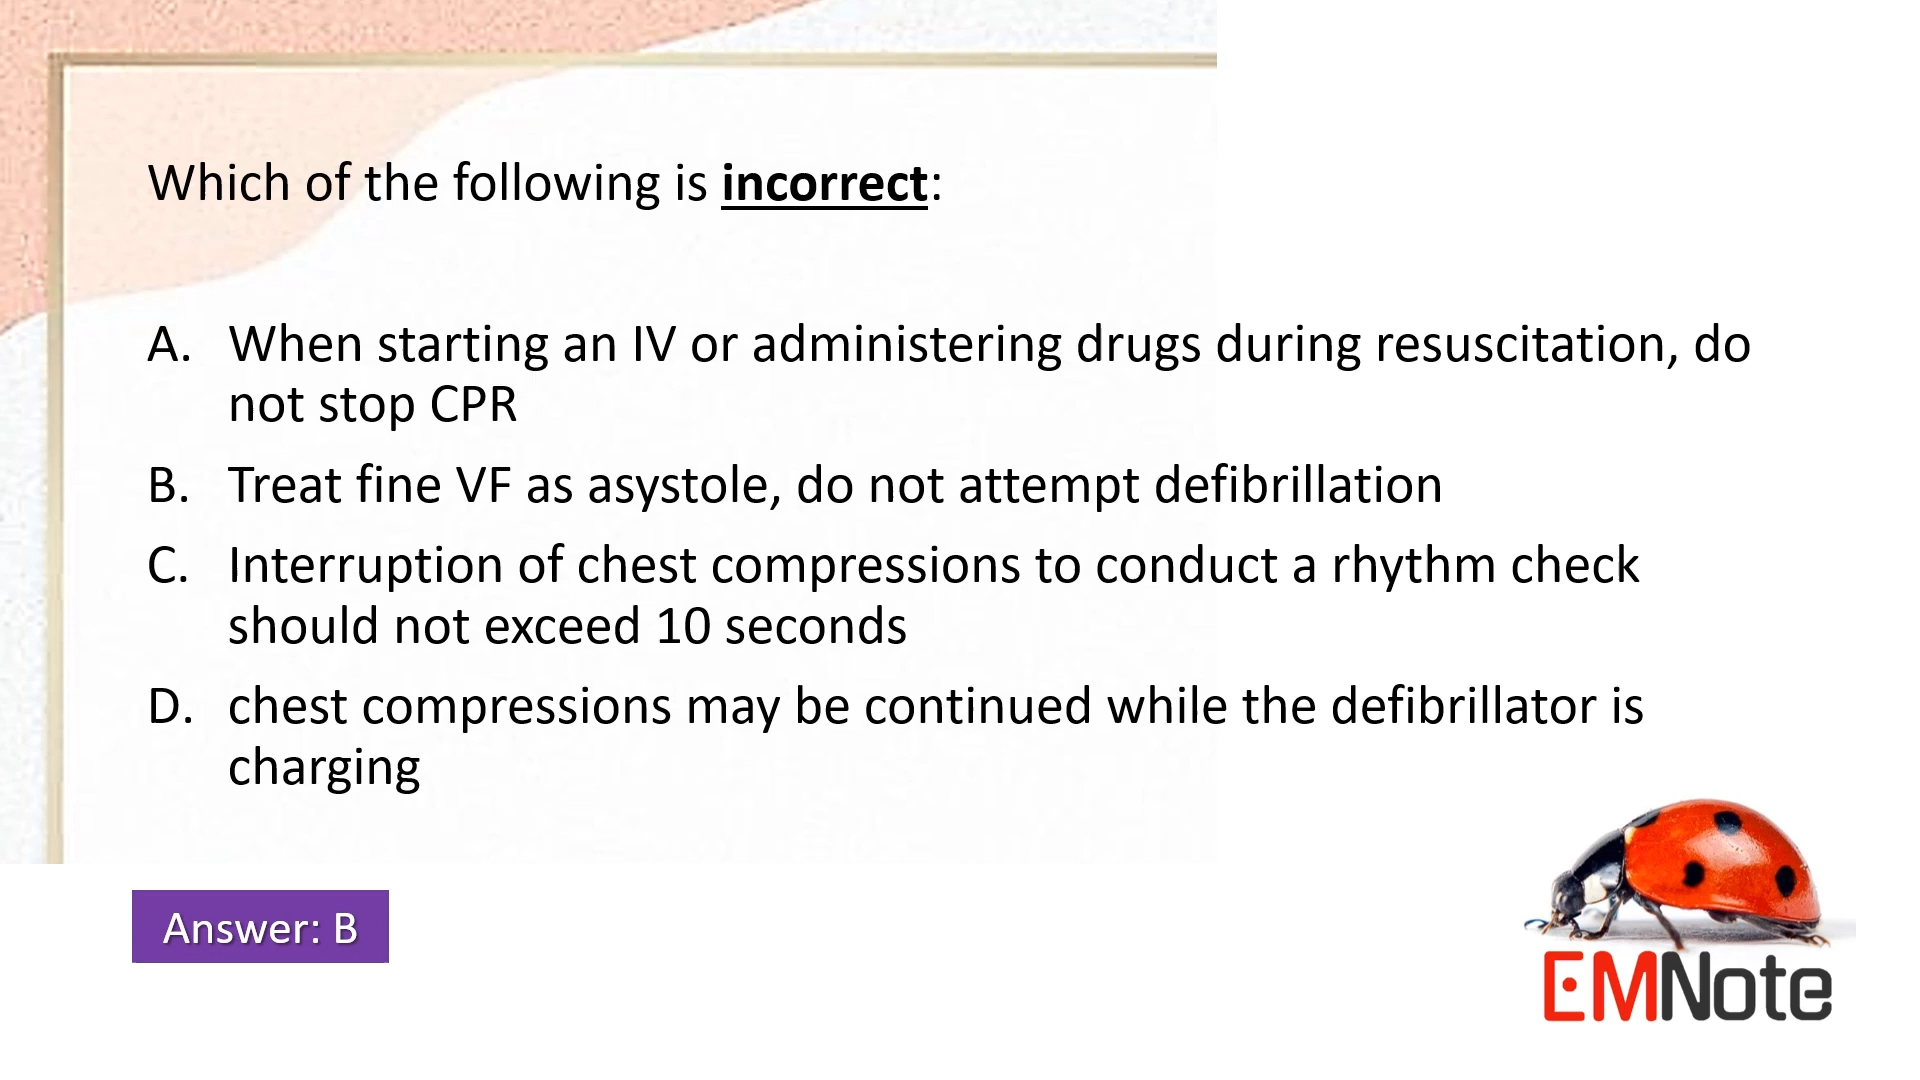 Which of the following is incorrect:
A. When starting an IV or administering drugs during resuscitation, do
not stop CPR
B. Treat fine VF as asystole, do not attempt defibrillation
C. Interruption of chest compressions to conduct a rhythm check
should not exceed 10 seconds
D. chest compressions may be continued while the defibrillator is
charging
Answer: B
EMNote